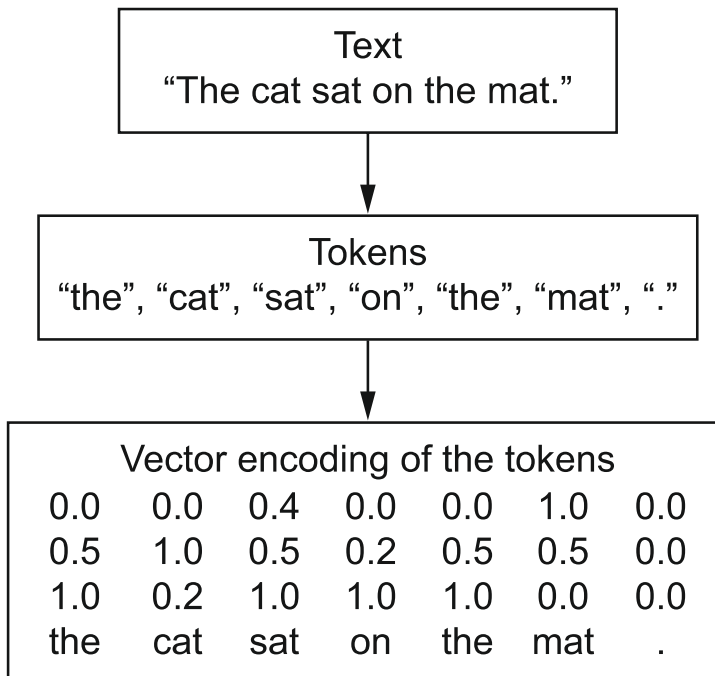 Text
“The cat sat on the mat.”
Tokens
“the”, “cat”, “sat”, “on”, “the”, “mat”, “.”
Vector encoding of the tokens
0.0 0.0 0.4 0.0 0.0 1.0 0.0
0.5 1.0 0.5 0.2 0.5 0.5 0.0
1.0 0.2 1.0 1.0 1.0 0.0 0.0
the cat sat on the mat .